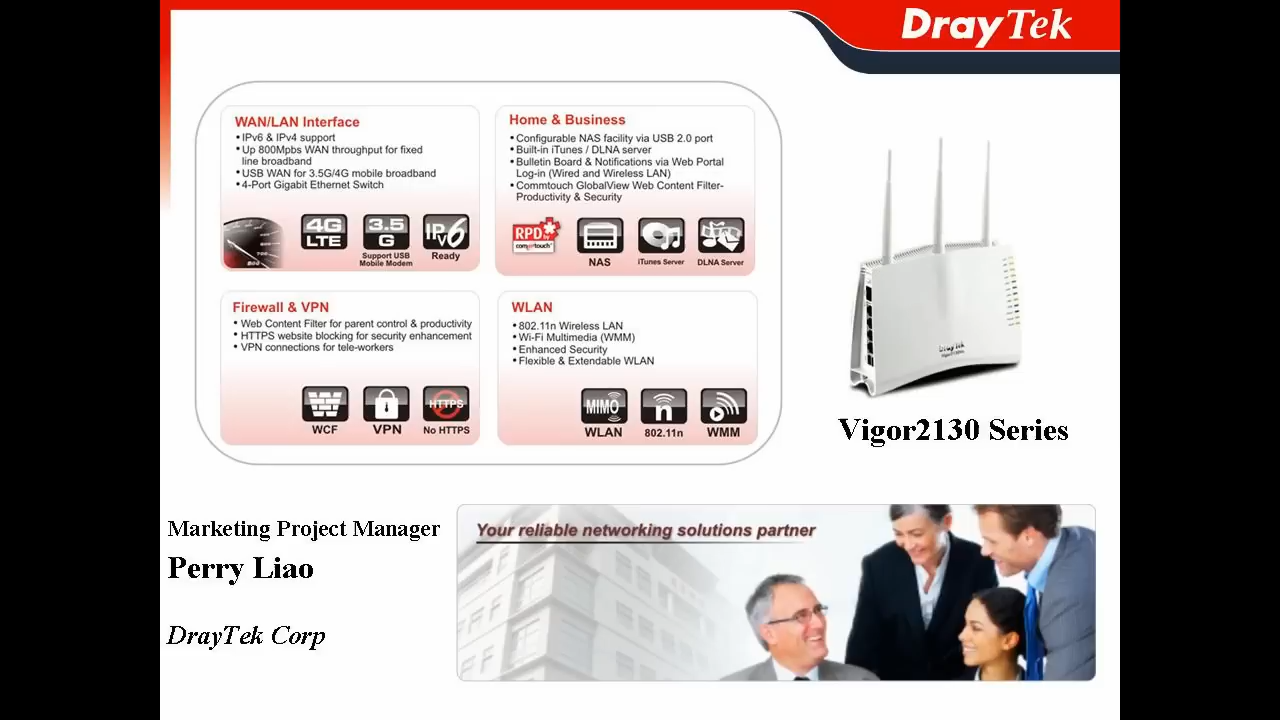 DrayTek
WAN/LAN Interface
• IPv6 & IPv4 support
• Up 800Mpbs WAN throughput for fixed
line broadband
• USB WAN for 3.5G/4G mobile broadband
• 4-Port Gigabit Ethernet Switch
4G
LTE
3.5
G
Support USB
Mobile Modem
IPv6
Ready
Home & Business
• Configurable NAS facility via USB 2.0 port
• Built-in iTunes / DLNA server
• Bulletin Board & Notifications via Web Portal
Log-in (Wired and Wireless LAN)
• Commtouch GlobalView Web Content Filter-
Productivity & Security
RPD
by
commtouch
NAS
iTunes Server
DLNA Server
Firewall & VPN
• Web Content Filter for parent control & productivity
• HTTPS website blocking for security enhancement
• VPN connections for tele-workers
WCF
VPN
HTTPS
No HTTPS
WLAN
• 802.11n Wireless LAN
• Wi-Fi Multimedia (WMM)
• Enhanced Security
• Flexible & Extendable WLAN
MIMO
WLAN
n
802.11n
WMM
DrayTek
Vigor2130 Series
Marketing Project Manager
Perry Liao
DrayTek Corp
Your reliable networking solutions partner